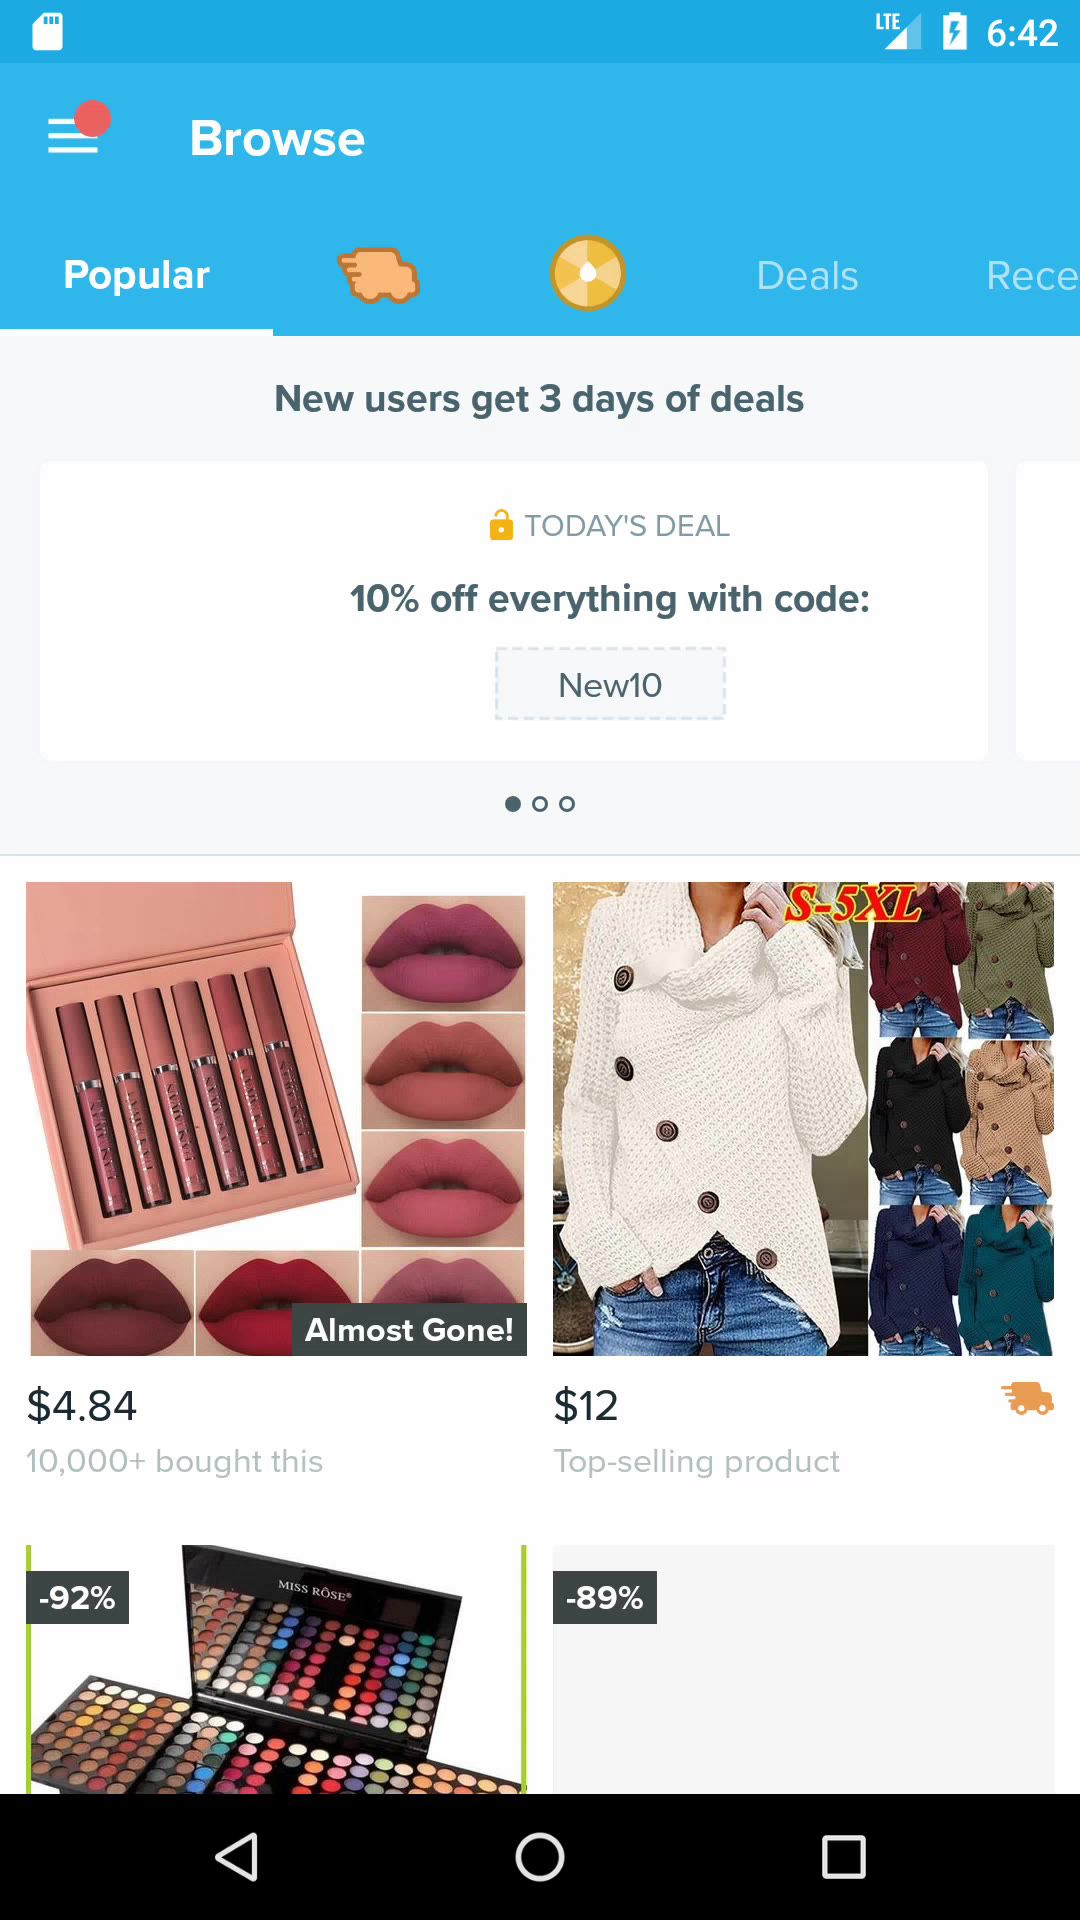 LTE 6:42
Browse
Popular Deals Rece
New users get 3 days of deals
TODAY'S DEAL
10% off everything with code:
New10
S-5XL
Almost Gone!
$4.84 $12
10,000+ bought this Top-selling product
-92% -89%
MISS RÔSE®